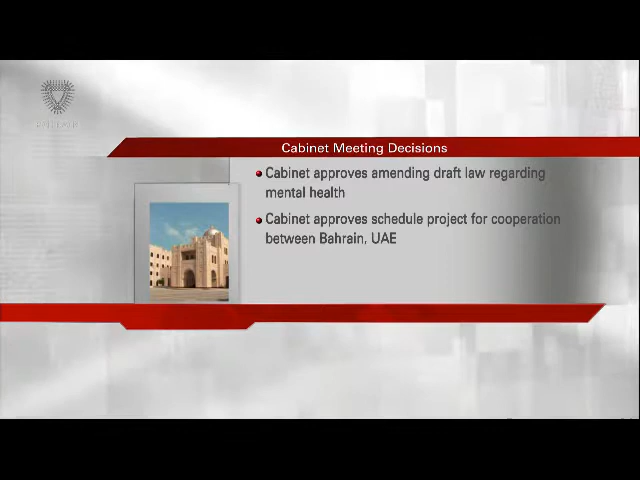 Cabinet Meeting Decisions
Cabinet approves amending draft law regarding
mental health
Cabinet approves schedule project for cooperation
between Bahrain, UAE